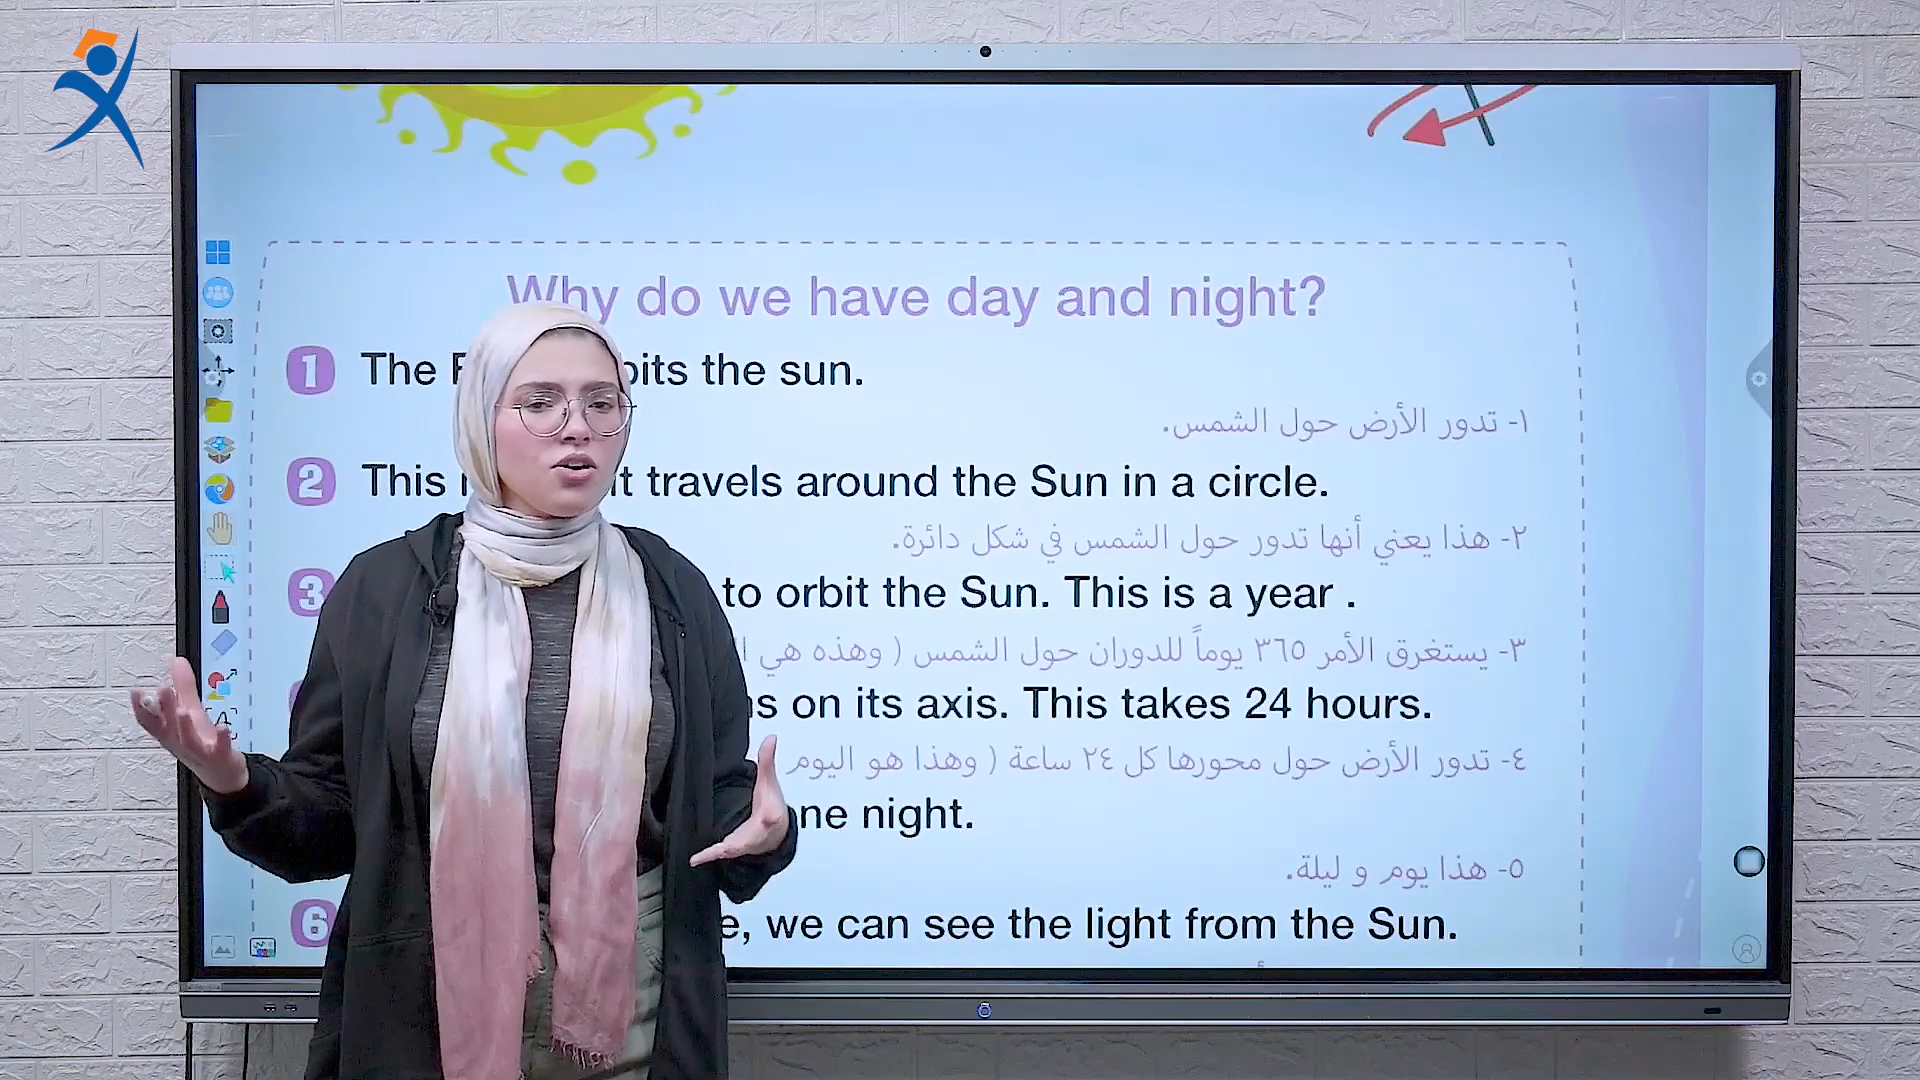 Why do we have day and night?
1 The bits the sun.
١- تدور الأرض حول الشمس.
2 This it travels around the Sun in a circle.
٢- هذا يعني أنها تدور حول الشمس في شكل دائرة.
3 to orbit the Sun. This is a year .
٣- يستغرق الأمر ٣٦٥ يوماً للدوران حول الشمس ( وهذه هي
on its axis. This takes 24 hours.
٤- تدور الأرض حول محورها كل ٢٤ ساعة ( وهذا هو اليوم
night.
٥- هذا يوم و ليلة.
6 we can see the light from the Sun.